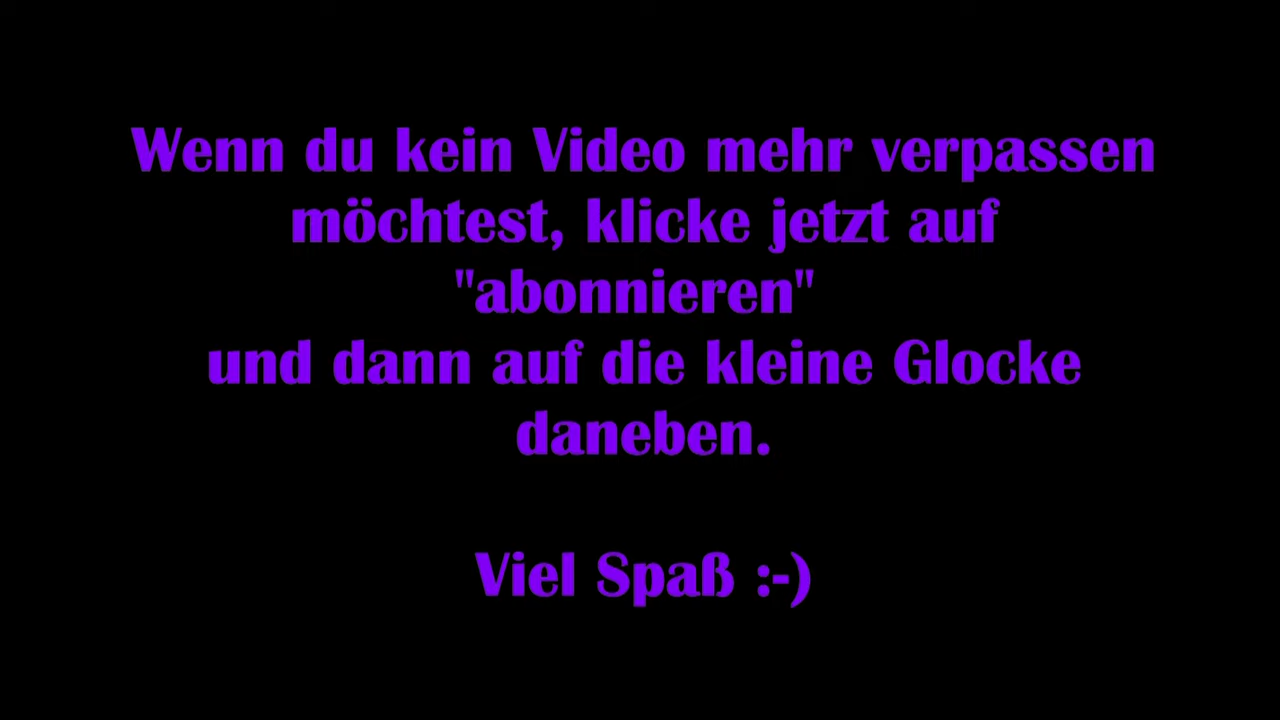 Wenn du kein Video mehr verpassen
möchtest, klicke jetzt auf
"abonnieren"
und dann auf die kleine Glocke
daneben.
Viel Spaß :-)